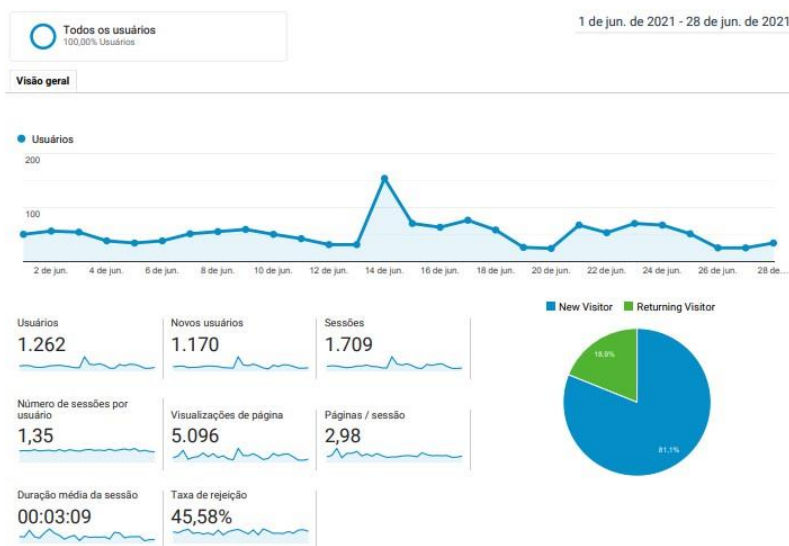 Todos os usuários
100,00% Usuários
1 de jun. de 2021 - 28 de jun. de 2021
Visão geral
Usuários
200
100
2 de jun.
4 de jun.
6 de jun.
8 de jun.
10 de jun.
12 de jun.
14 de jun.
16 de jun.
18 de jun.
20 de jun.
22 de jun.
24 de jun.
26 de jun.
28 de...
New Visitor
Returning Visitor
18,9%
81,1%
Usuários
1.262
Novos usuários
1.170
Sessões
1.709
Número de sessões por
usuário
1,35
Visualizações de página
5.096
Páginas / sessão
2,98
Duração média da sessão
00:03:09
Taxa de rejeição
45,58%